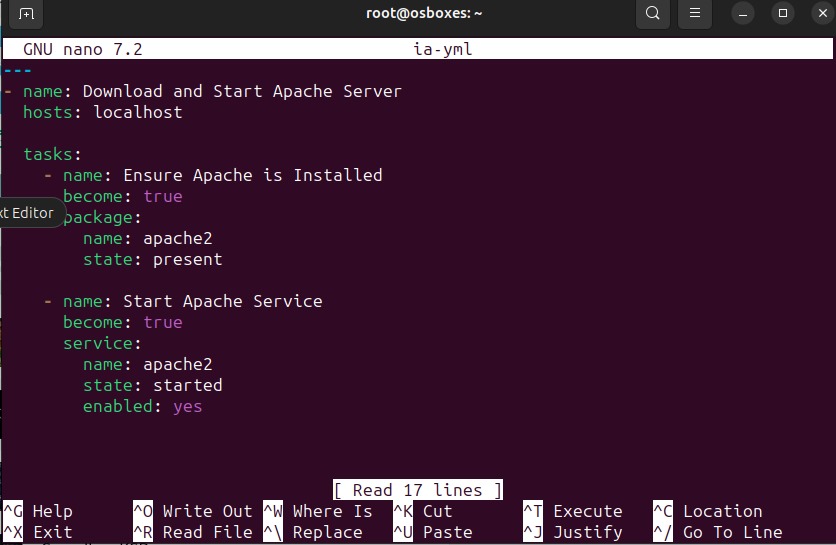 root@osboxes: ~
GNU nano 7.2 ia-yml
---
- name: Download and Start Apache Server
  hosts: localhost

  tasks:
    - name: Ensure Apache is Installed
      become: true
xt Editor
      package:
        name: apache2
        state: present

    - name: Start Apache Service
      become: true
      service:
        name: apache2
        state: started
        enabled: yes

[ Read 17 lines ]
^G Help ^O Write Out ^W Where Is ^K Cut ^T Execute ^C Location
^X Exit ^R Read File ^\ Replace ^U Paste ^J Justify ^/ Go To Line